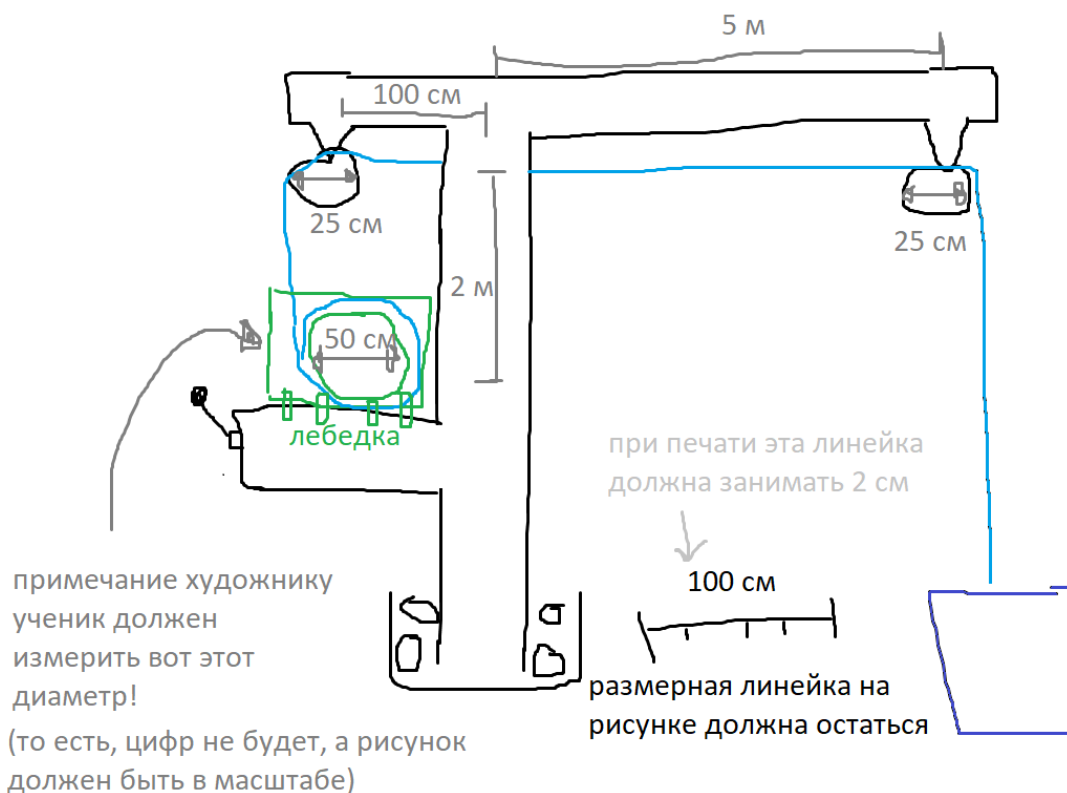 5 м
100 см
25 см
25 см
2 м
50 см
лебедка
при печати эта линейка
должна занимать 2 см
100 см
примечание художнику
ученик должен
измерить вот этот
диаметр!
(то есть, цифр не будет, а рисунок
должен быть в масштабе)
размерная линейка на
рисунке должна остаться